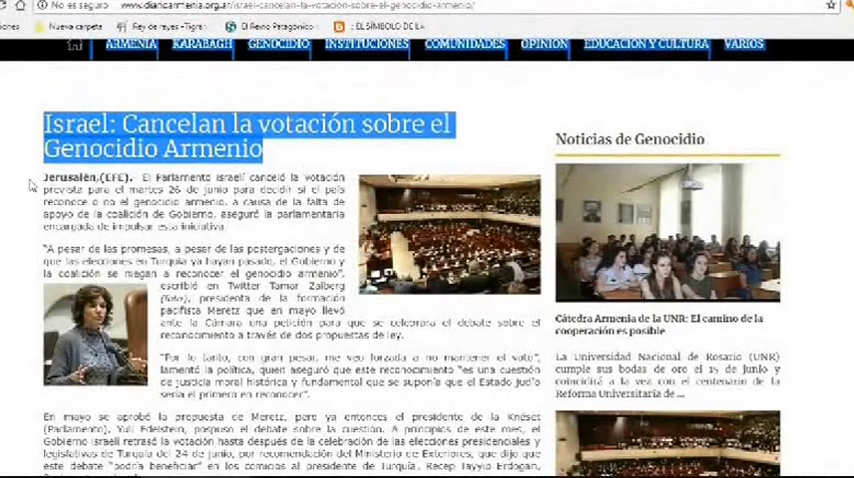 No es seguro
www.diarioarmenia.org.ar/israel-cancelan-la-votacion-sobre-el-genocidio-armenio/
Nueva carpeta
Rey de reyes -Tigra
El Reino Patagónico
: EL SÍMBOLO DE LA
ARMENIA KARABAGH GENOCIDIO INSTITUCIONES COMUNIDADES OPINION EDUCACION Y CULTURA VARIOS
Israel: Cancelan la votación sobre el
Genocidio Armenio
Jerusalén,(EFE). El Parlamento israelí canceló la votación
prevista para el martes 26 de junio para decidir si el país
reconoce o no el genocidio armenio, a causa de la falta de
apoyo de la coalición de Gobierno, aseguró la parlamentaria
encargada de impulsar esta iniciativa.
"A pesar de las promesas, a pesar de las postergaciones y de
que las elecciones en Turquía ya hayan pasado, el Gobierno y
la coalición se niegan a reconocer el genocidio armenio",
escribió en Twitter Tamar Zalberg
(foto), presidenta de la formación
pacifista Meretz que en mayo llevó
ante la Cámara una petición para que se celebrara el debate sobre el
reconocimiento a través de dos propuestas de ley.
"Por lo tanto, con gran pesar, me veo forzada a no mantener el voto",
lamentó la política, quien aseguró que este reconocimiento "es una cuestión
de justicia moral histórica y fundamental que se suponía que el Estado judío
sería el primero en reconocer".
En mayo se aprobó la propuesta de Meretz, pero ya entonces el presidente de la Knéset
(Parlamento), Yuli Edelstein, pospuso el debate sobre la cuestión. A principios de este mes, el
Gobierno israelí retrasó la votación hasta después de la celebración de las elecciones presidenciales y
legislativas de Turquía del 24 de junio, por recomendación del Ministerio de Exteriores, que dijo que
este debate "podría beneficiar" en los comicios al presidente de Turquía, Recep Tayyip Erdogan,
Noticias de Genocidio
Cátedra Armenia de la UNR: El camino de la
cooperación es posible
La Universidad Nacional de Rosario (UNR)
cumple sus bodas de oro el 15 de junio y
coincidirá a la vez con el centenario de la
Reforma Universitaria de ...